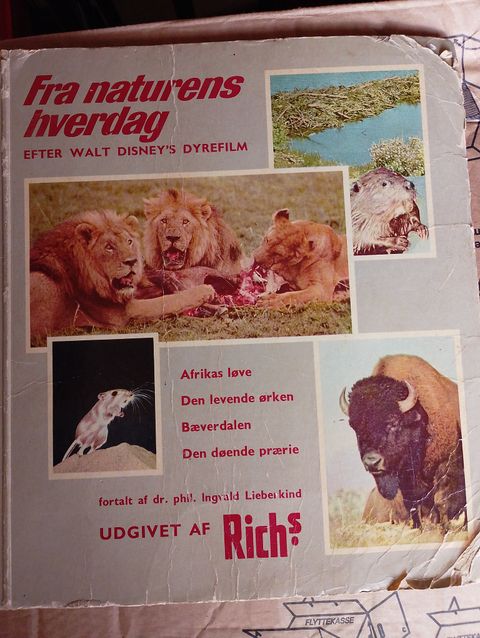 Fra naturens
hverdag
EFTER WALT DISNEY'S DYREFILM
Afrikas løve
Den levende ørken
Bæverdalen
Den døende prærie
fortalt af dr. phil. Ingvald Lieberkind
UDGIVET AF Rich's
FLYTTEKASSE